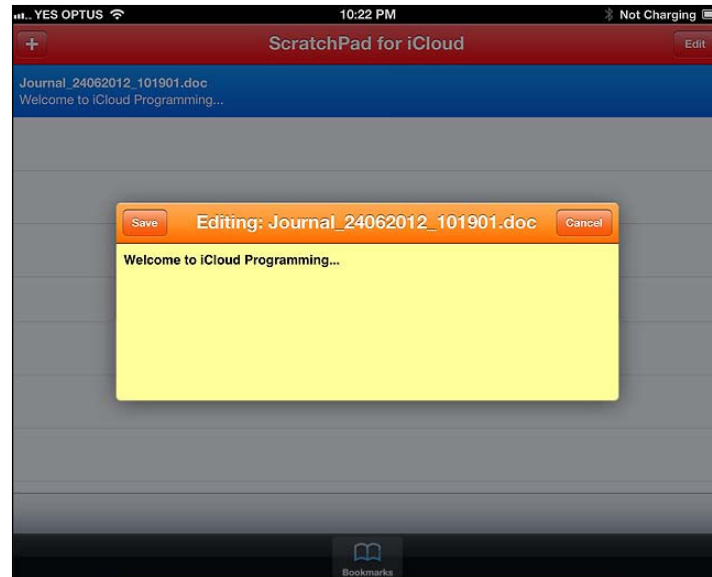 YES OPTUS 10:22 PM Not Charging
+ ScratchPad for iCloud Edit
Journal_24062012_101901.doc
Welcome to iCloud Programming...
Save Editing: Journal_24062012_101901.doc Cancel
Welcome to iCloud Programming...
Bookmarks